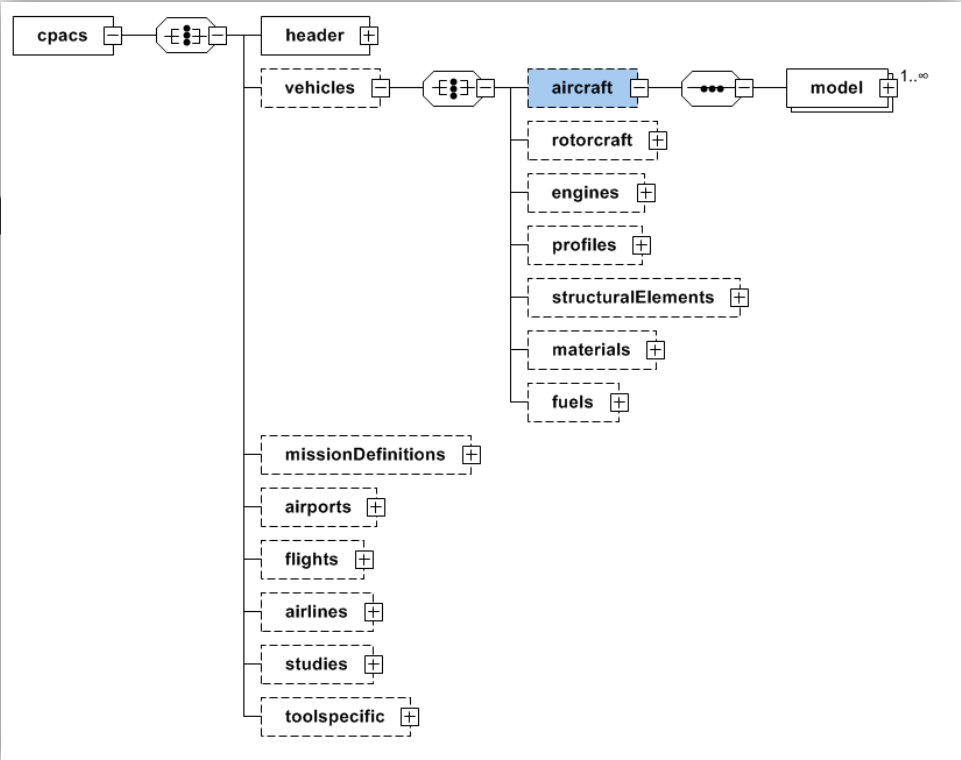 cpacs
header
vehicles
aircraft
model
1..∞
rotorcraft
engines
profiles
structuralElements
materials
fuels
missionDefinitions
airports
flights
airlines
studies
toolspecific